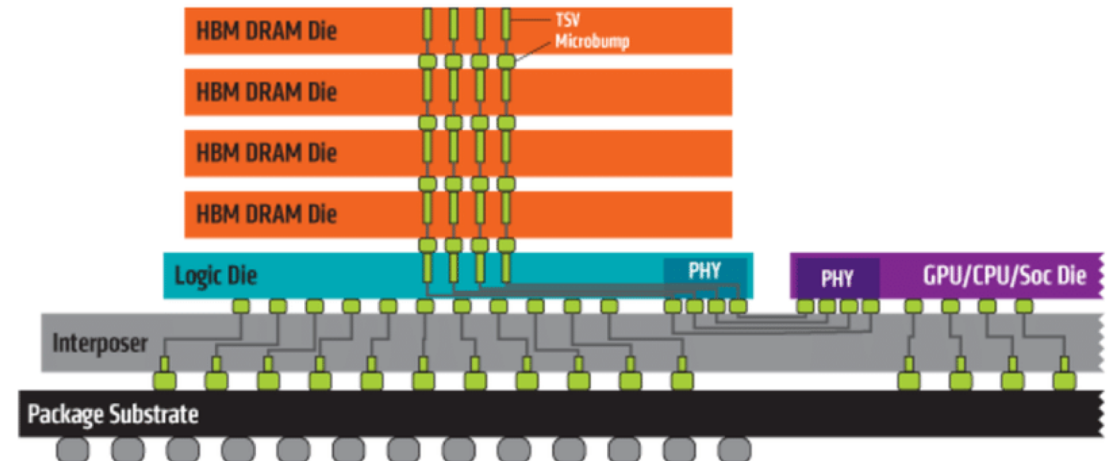 HBM DRAM Die
TSV
Microbump
HBM DRAM Die
HBM DRAM Die
HBM DRAM Die
Logic Die
PHY
PHY
GPU/CPU/Soc Die
Interposer
Package Substrate